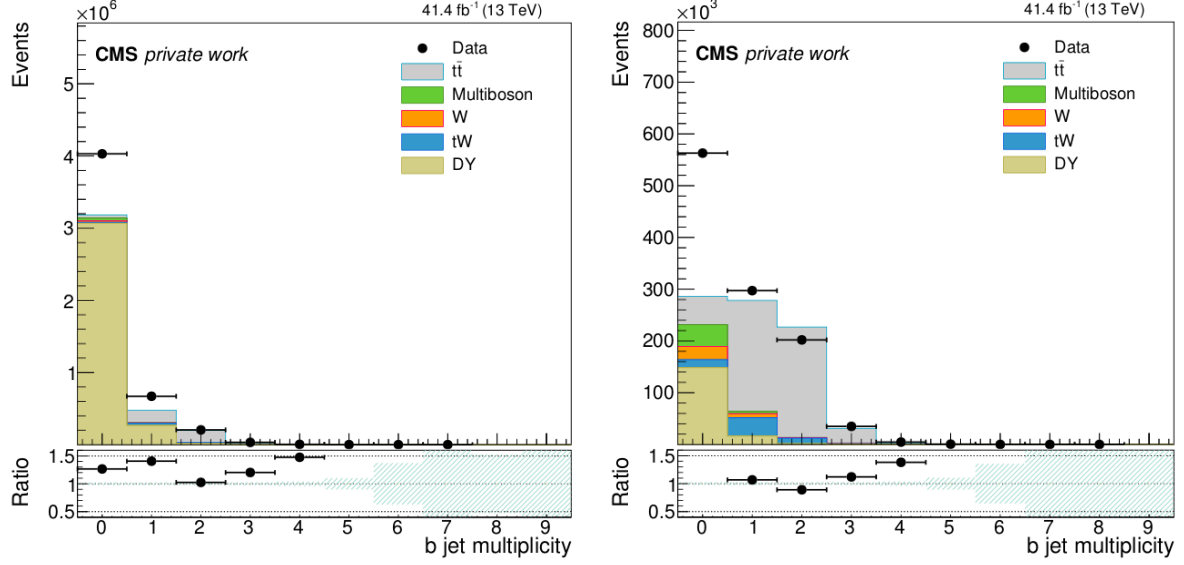 ×10⁶
41.4 fb⁻¹ (13 TeV)
Events
CMS private work
Data
tt̄
Multiboson
W
tW
DY
5
4
3
2
1
Ratio
1.5
1
0.5
0 1 2 3 4 5 6 7 8 9
b jet multiplicity
×10³
41.4 fb⁻¹ (13 TeV)
Events
CMS private work
Data
tt̄
Multiboson
W
tW
DY
800
700
600
500
400
300
200
100
Ratio
1.5
1
0.5
0 1 2 3 4 5 6 7 8 9
b jet multiplicity